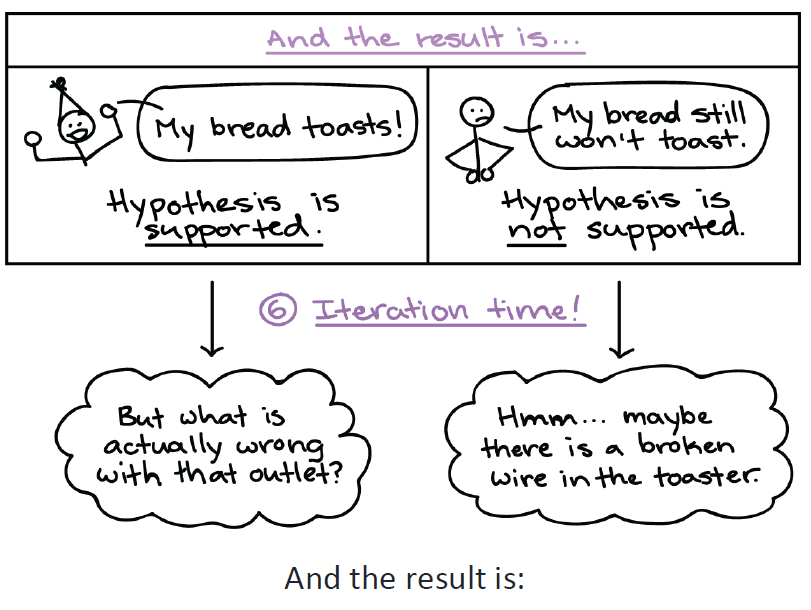 And the result is...
My bread toasts!
Hypothesis is
supported.
My bread still
won't toast.
Hypothesis is
not supported.
⑥ Iteration time!
But what is
actually wrong
with that outlet?
Hmm... maybe
there is a broken
wire in the toaster.
And the result is: